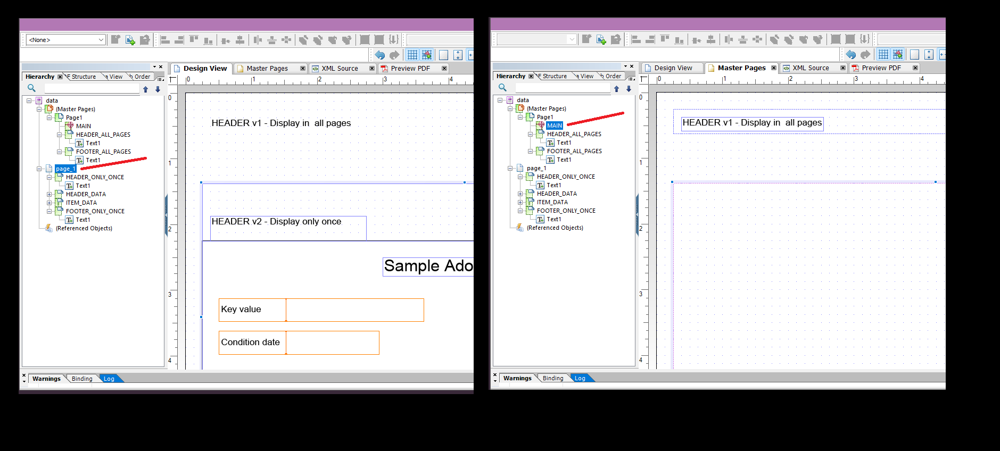 <None>
Hierarchy
F Structure
a View
b Order
Design View
Master Pages
XML Source
Preview PDF
0 1 2 3 4
data
(Master Pages)
Page1
MAIN
HEADER_ALL_PAGES
Text1
FOOTER_ALL_PAGES
Text1
page_1
HEADER_ONLY_ONCE
Text1
HEADER_DATA
ITEM_DATA
FOOTER_ONLY_ONCE
Text1
(Referenced Objects)
0
1
2
3
4
HEADER v1 - Display in  all pages
HEADER v2 - Display only once
Sample Ado
Key value
Condition date
Warnings
Binding
Log
Hierarchy
F Structure
a View
b Order
Design View
Master Pages
XML Source
Preview PDF
0 1 2 3 4
data
(Master Pages)
Page1
MAIN
HEADER_ALL_PAGES
Text1
FOOTER_ALL_PAGES
Text1
page_1
HEADER_ONLY_ONCE
Text1
HEADER_DATA
ITEM_DATA
FOOTER_ONLY_ONCE
Text1
(Referenced Objects)
0
1
2
3
4
HEADER v1 - Display in  all pages
Warnings
Binding
Log